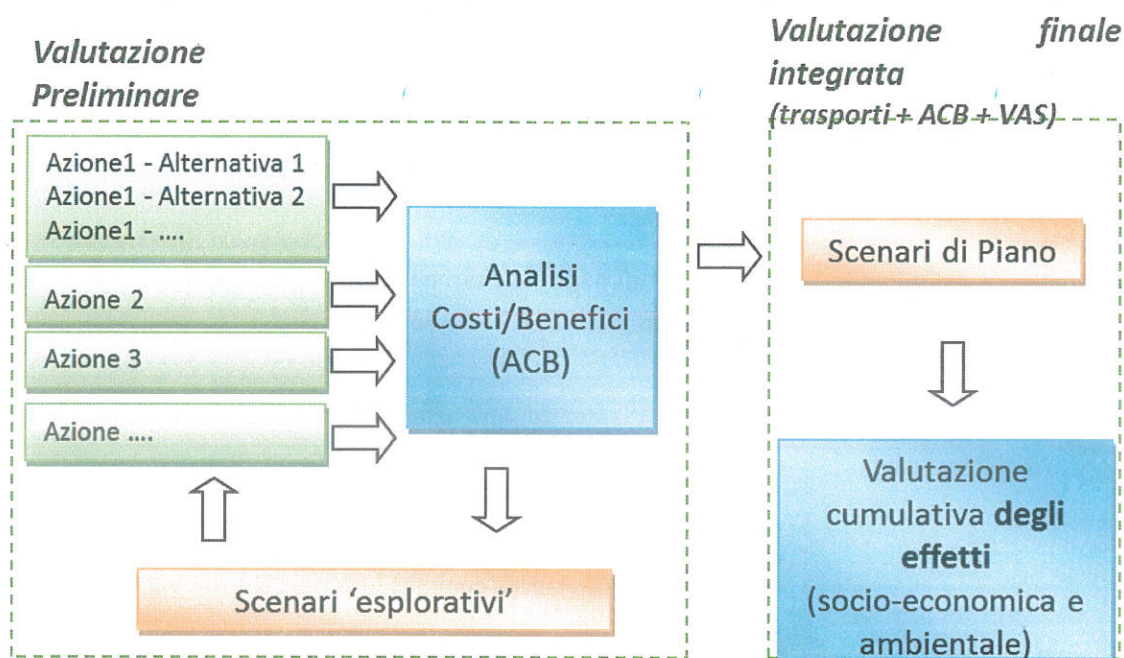 Valutazione
Preliminare
Azione1 - Alternativa 1
Azione1 - Alternativa 2
Azione1 - ....
Azione 2
Azione 3
Azione ....
Analisi
Costi/Benefici
(ACB)
Scenari ‘esplorativi’
Valutazione finale
integrata
(trasporti + ACB + VAS)
Scenari di Piano
Valutazione
cumulativa degli
effetti
(socio-economica e
ambientale)